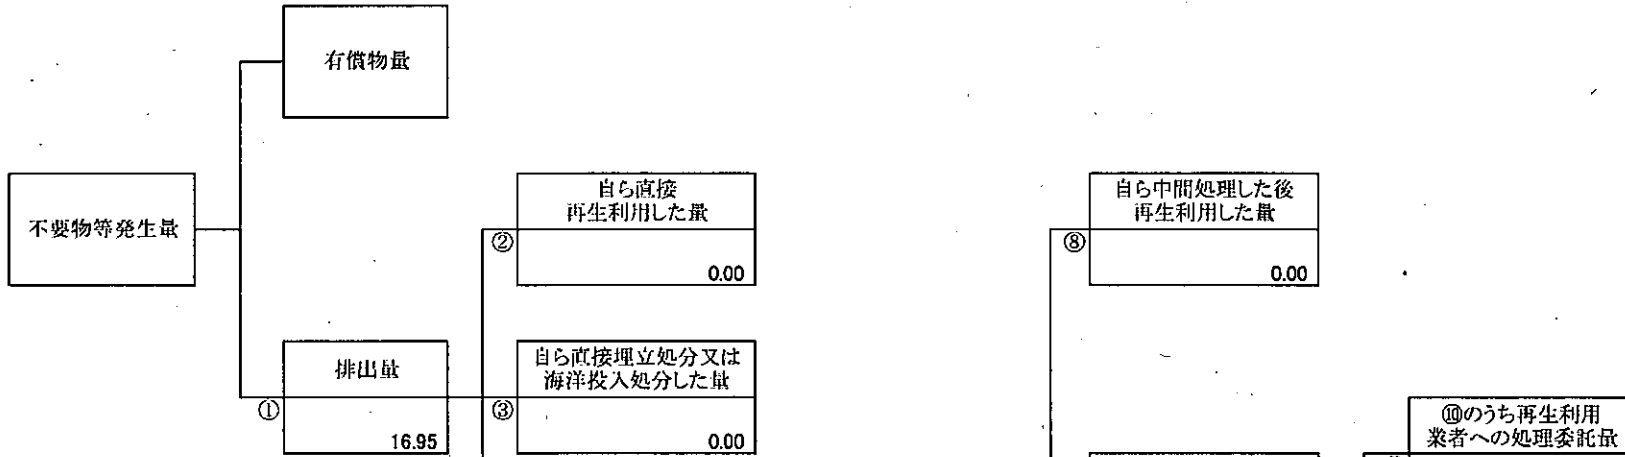 有償物量
不要物等発生量
自ら直接
再生利用した量
②
0.00
自ら中間処理した後
再生利用した量
⑧
0.00
排出量
①
16.95
自ら直接埋立処分又は
海洋投入処分した量
③
0.00
⑩のうち再生利用
業者への処理委託量